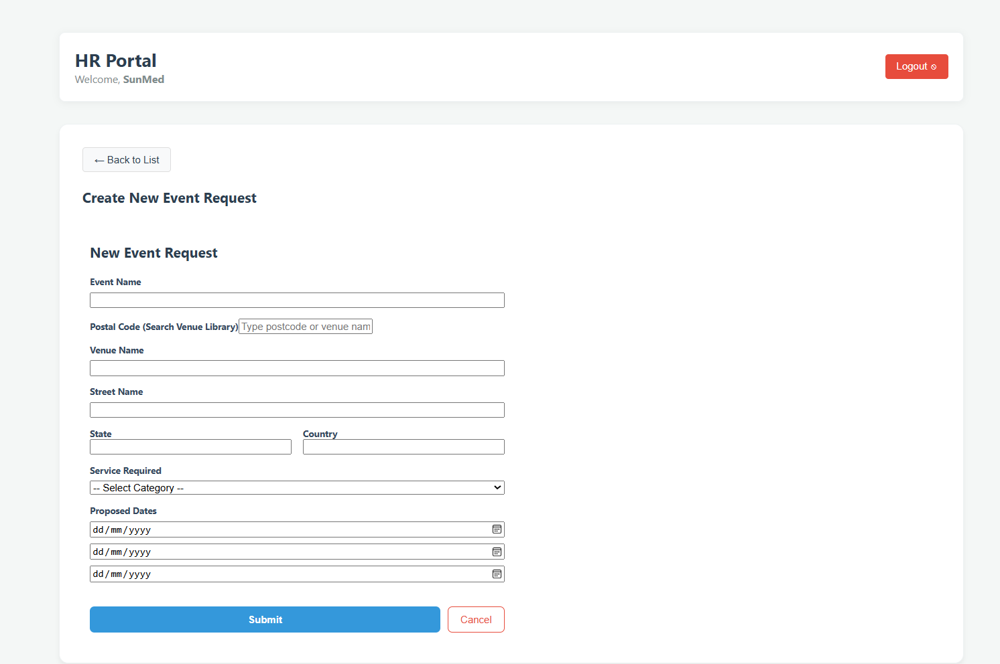 HR Portal
Welcome, SunMed
Logout
← Back to List
Create New Event Request
New Event Request
Event Name
Postal Code (Search Venue Library) Type postcode or venue nam
Venue Name
Street Name
State Country
Service Required
-- Select Category --
Proposed Dates
dd/mm/yyyy
dd/mm/yyyy
dd/mm/yyyy
Submit Cancel